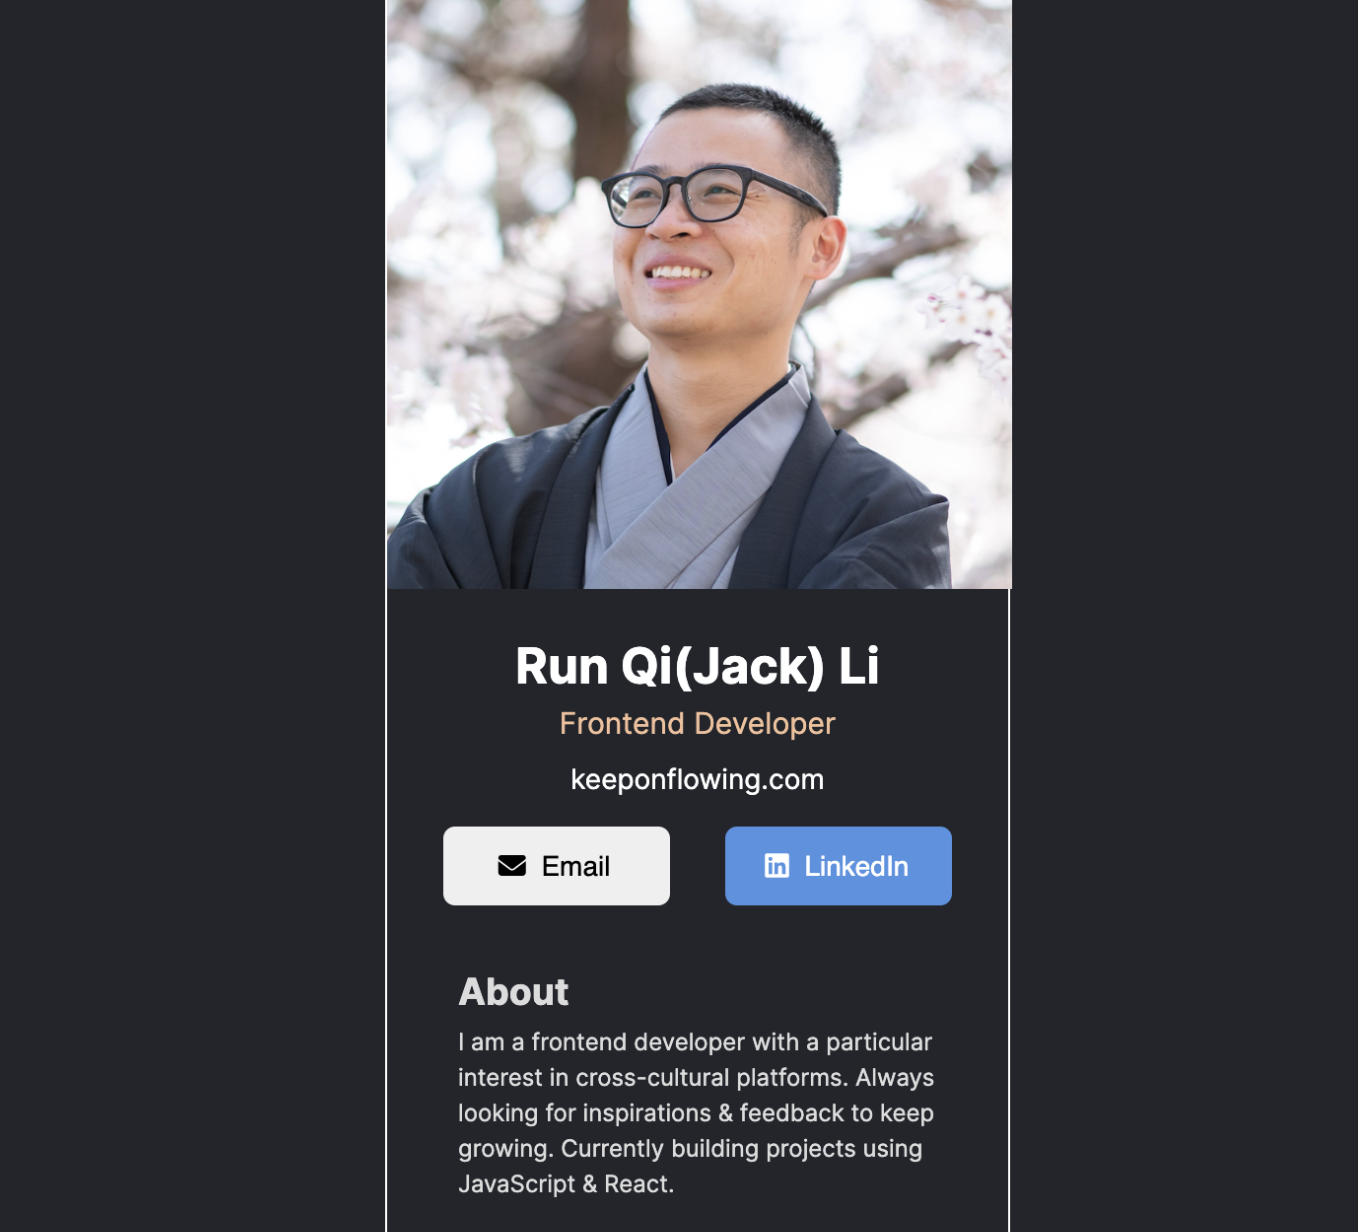 Run Qi(Jack) Li
Frontend Developer
keeponflowing.com
Email
LinkedIn
About
I am a frontend developer with a particular
interest in cross-cultural platforms. Always
looking for inspirations & feedback to keep
growing. Currently building projects using
JavaScript & React.